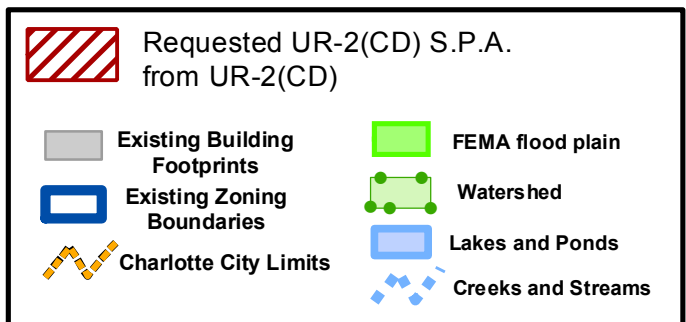 Requested UR-2(CD) S.P.A.
from UR-2(CD)
Existing Building
Footprints
Existing Zoning
Boundaries
Charlotte City Limits
FEMA flood plain
Watershed
Lakes and Ponds
Creeks and Streams